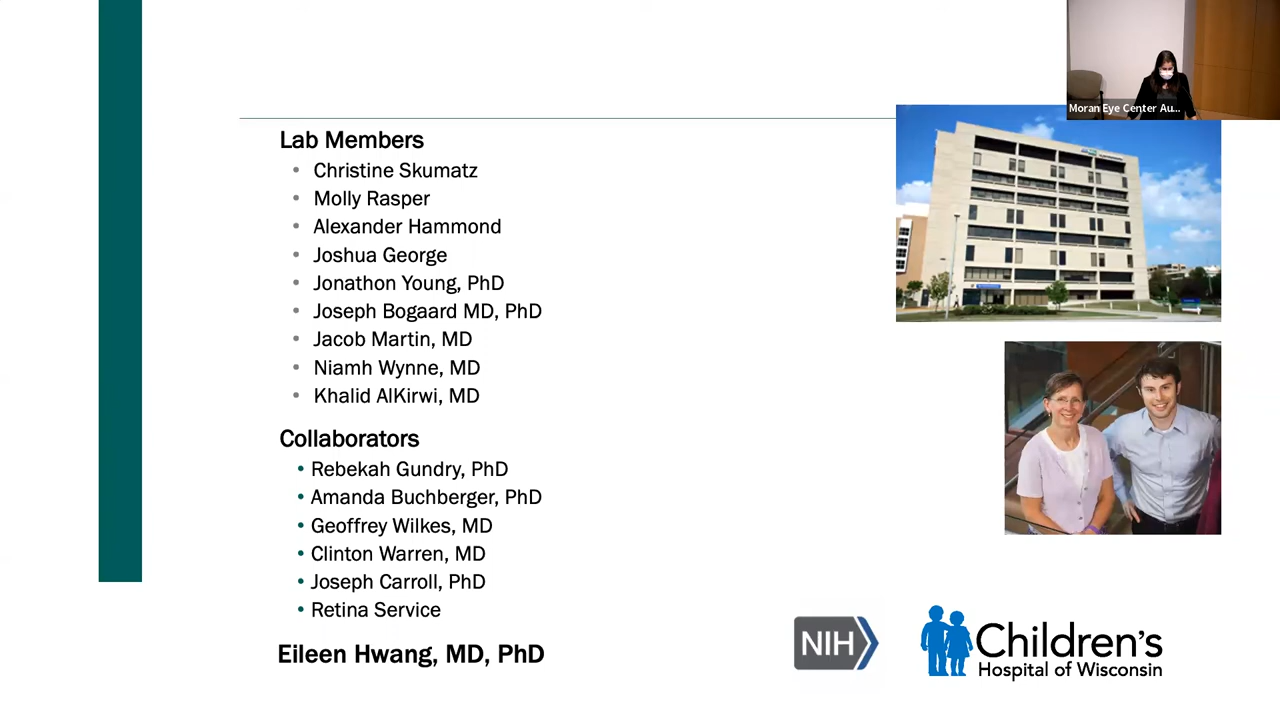 Moran Eye Center Au...
Lab Members
• Christine Skumatz
• Molly Rasper
• Alexander Hammond
• Joshua George
• Jonathon Young, PhD
• Joseph Bogaard MD, PhD
• Jacob Martin, MD
• Niamh Wynne, MD
• Khalid AlKirwi, MD
Collaborators
• Rebekah Gundry, PhD
• Amanda Buchberger, PhD
• Geoffrey Wilkes, MD
• Clinton Warren, MD
• Joseph Carroll, PhD
• Retina Service
Eileen Hwang, MD, PhD
NIH
Children's
Hospital of Wisconsin